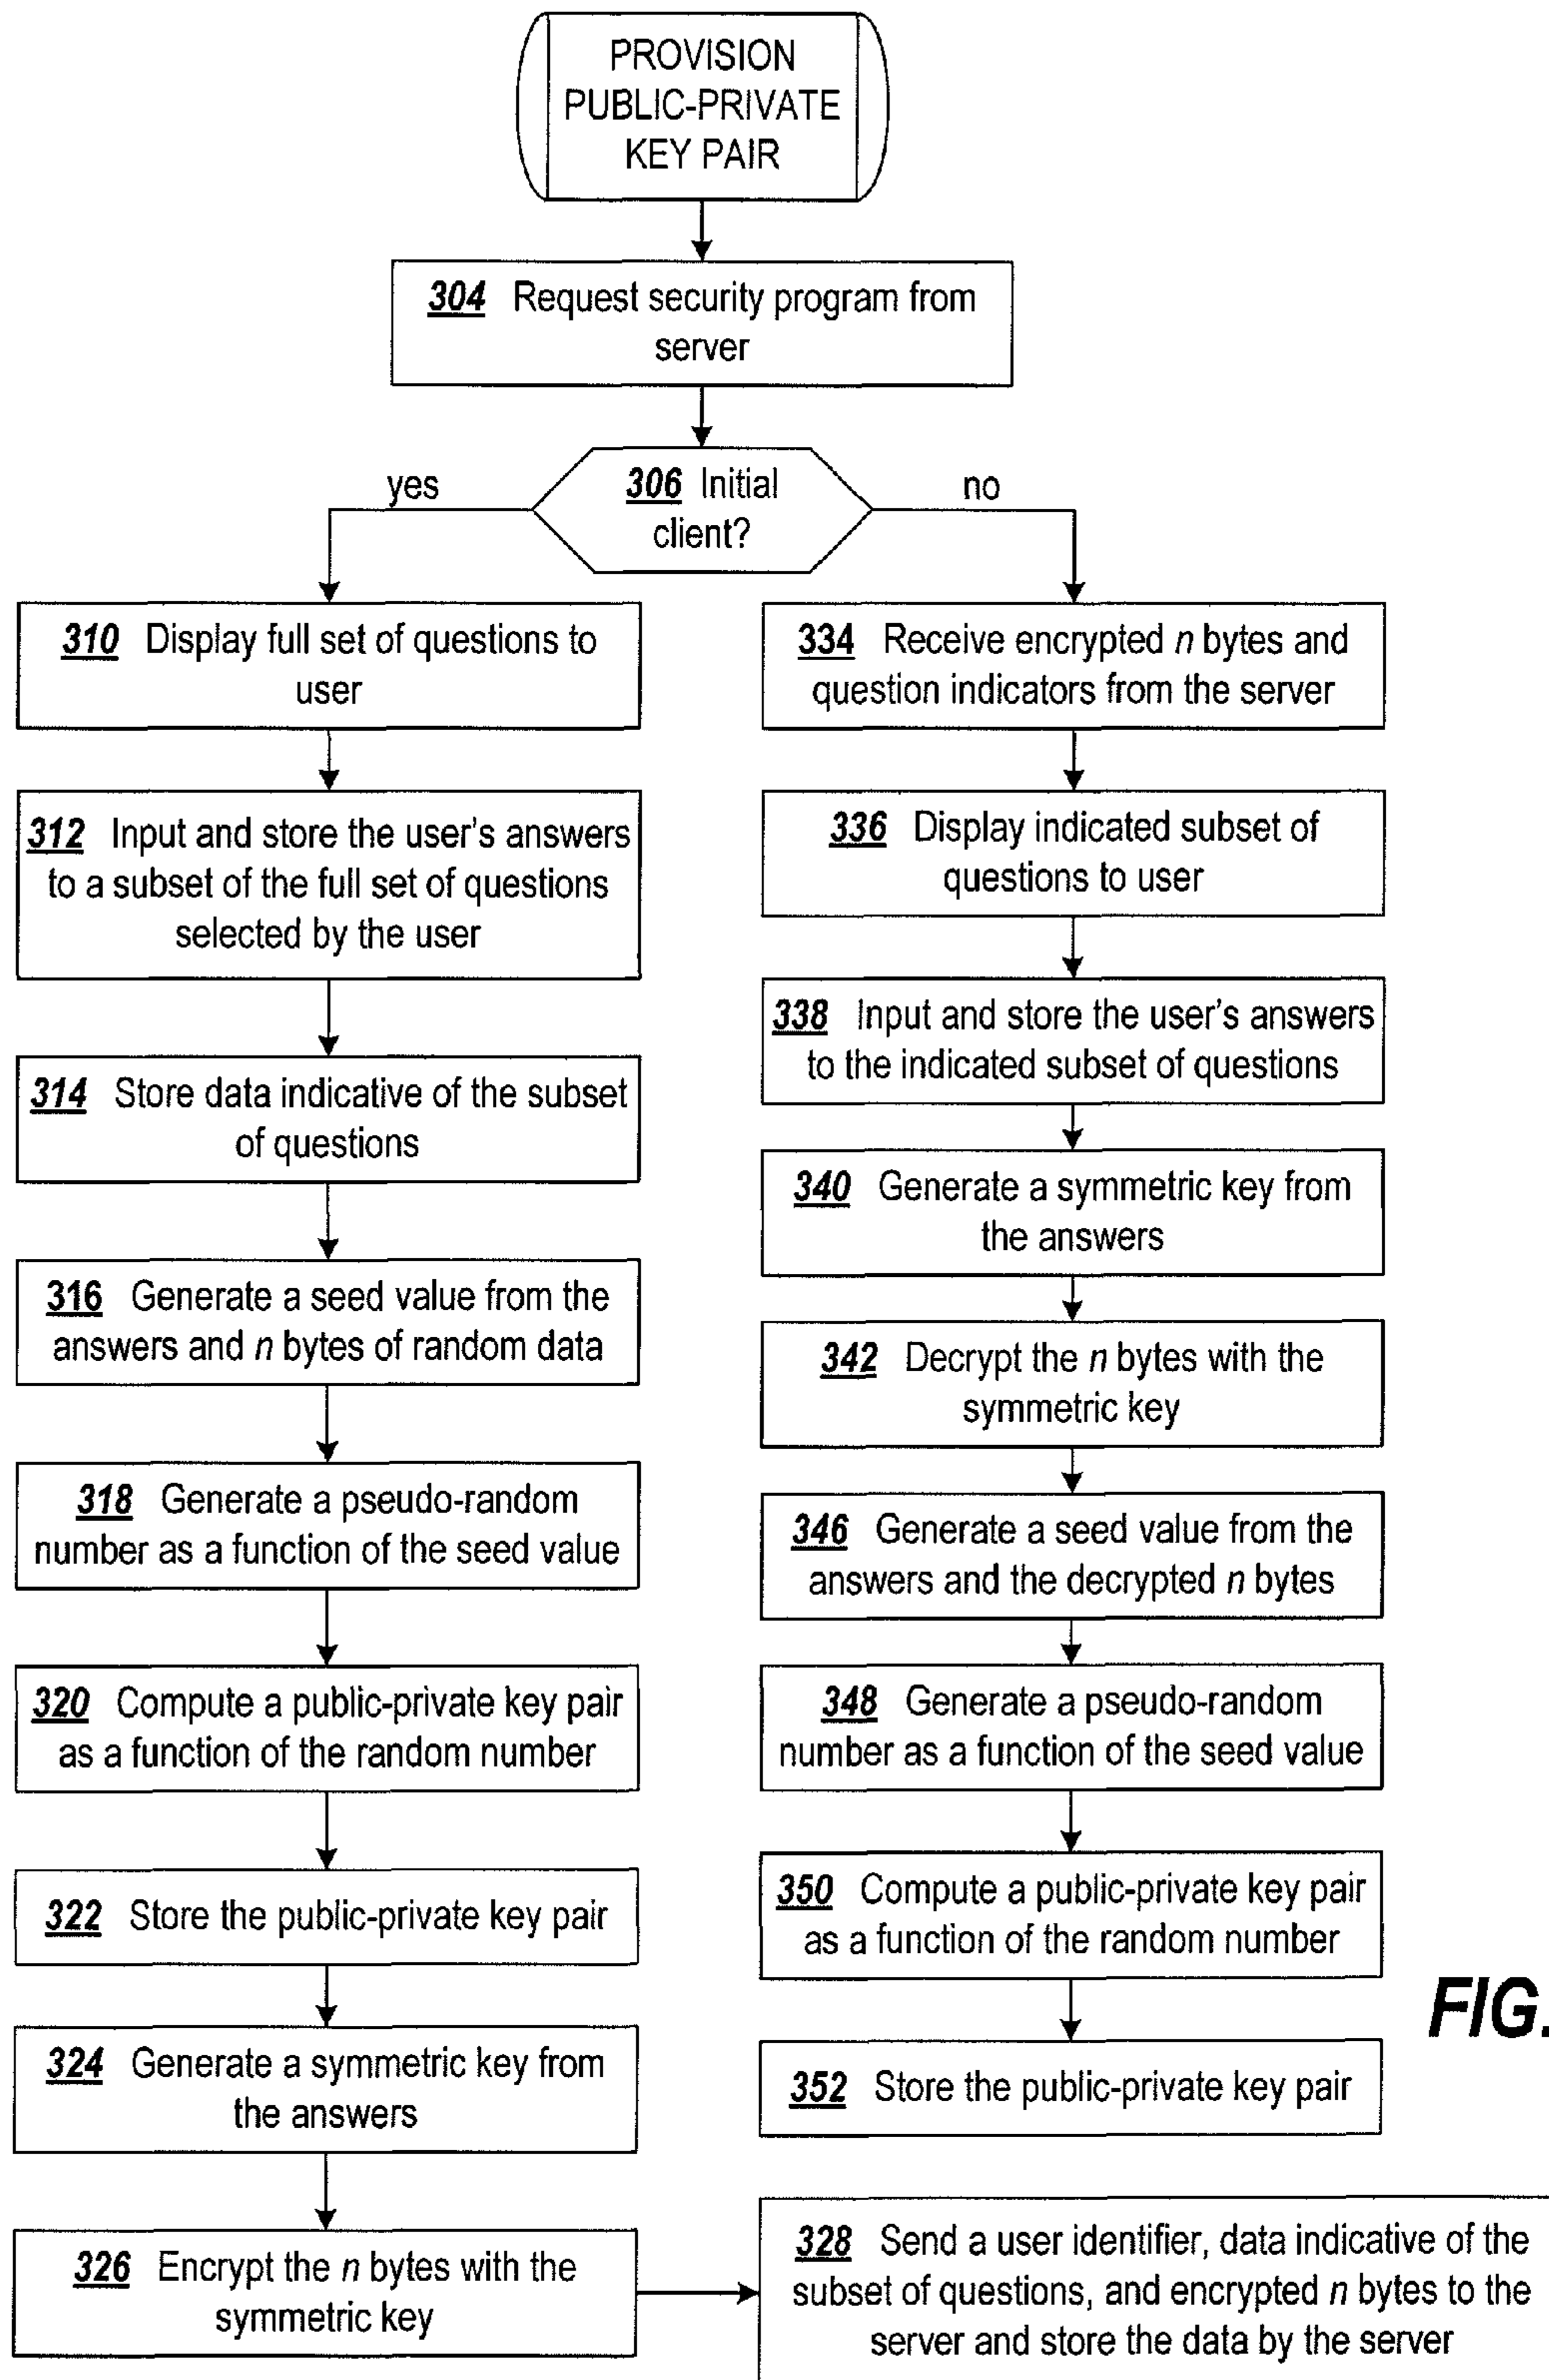 PROVISION
PUBLIC-PRIVATE
KEY PAIR
304 Request security program from
server
306 Initial
client?
yes
no
310 Display full set of questions to
user
312 Input and store the user's answers
to a subset of the full set of questions
selected by the user
314 Store data indicative of the subset
of questions
316 Generate a seed value from the
answers and n bytes of random data
318 Generate a pseudo-random
number as a function of the seed value
320 Compute a public-private key pair
as a function of the random number
322 Store the public-private key pair
324 Generate a symmetric key from
the answers
326 Encrypt the n bytes with the
symmetric key
328 Send a user identifier, data indicative of the
subset of questions, and encrypted n bytes to the
server and store the data by the server
334 Receive encrypted n bytes and
question indicators from the server
336 Display indicated subset of
questions to user
338 Input and store the user's answers
to the indicated subset of questions
340 Generate a symmetric key from
the answers
342 Decrypt the n bytes with the
symmetric key
346 Generate a seed value from the
answers and the decrypted n bytes
348 Generate a pseudo-random
number as a function of the seed value
350 Compute a public-private key pair
as a function of the random number
352 Store the public-private key pair
FIG.